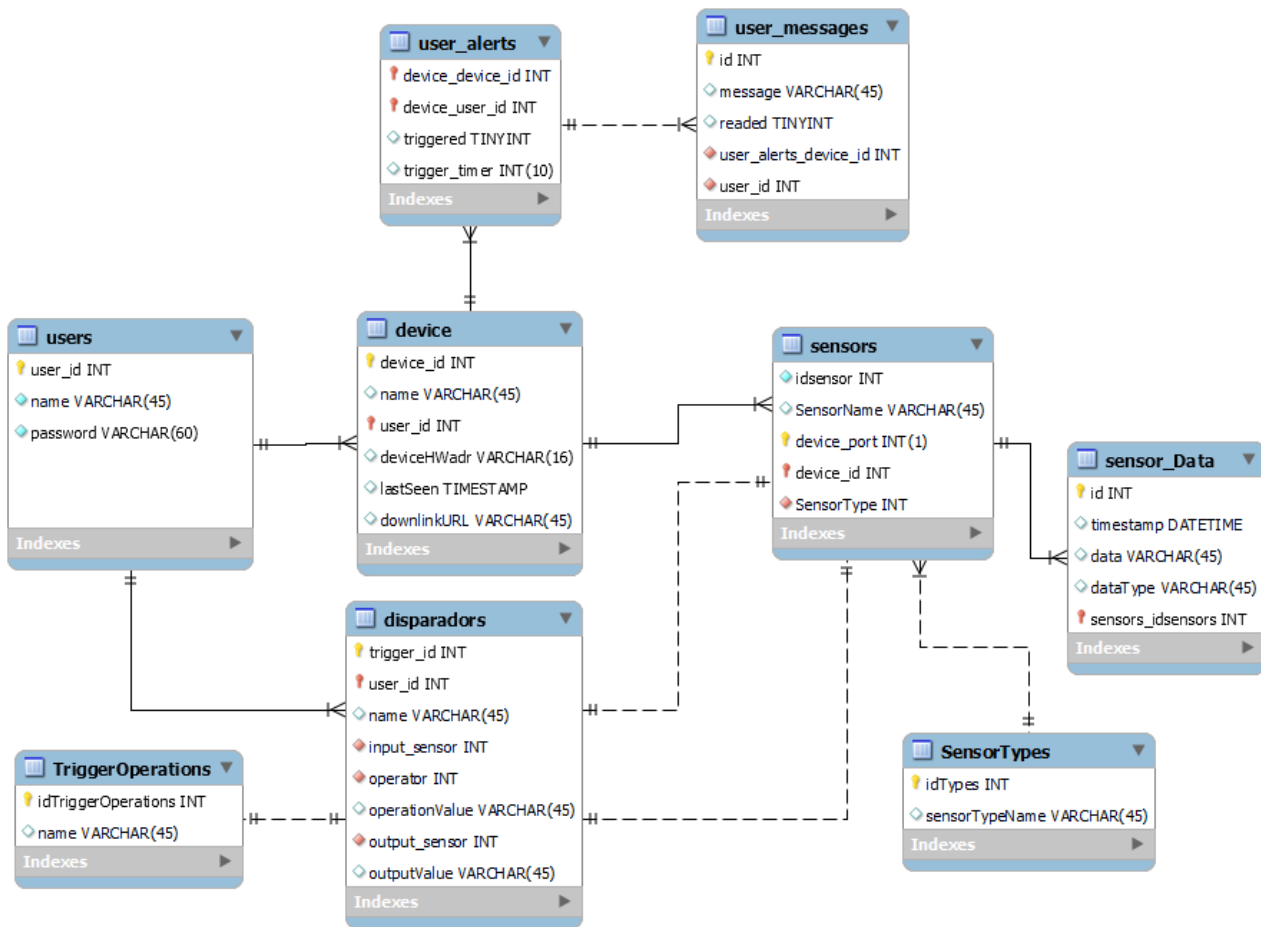 user_alerts
device_device_id INT
device_user_id INT
triggered TINYINT
trigger_timer INT(10)
Indexes
user_messages
id INT
message VARCHAR(45)
readed TINYINT
user_alerts_device_id INT
user_id INT
Indexes
users
user_id INT
name VARCHAR(45)
password VARCHAR(60)
Indexes
device
device_id INT
name VARCHAR(45)
user_id INT
deviceHWadr VARCHAR(16)
lastSeen TIMESTAMP
downlinkURL VARCHAR(45)
Indexes
sensors
idsensor INT
SensorName VARCHAR(45)
device_port INT(1)
device_id INT
SensorType INT
Indexes
sensor_Data
id INT
timestamp DATETIME
data VARCHAR(45)
dataType VARCHAR(45)
sensors_idsensors INT
Indexes
disparadors
trigger_id INT
user_id INT
name VARCHAR(45)
input_sensor INT
operator INT
operationValue VARCHAR(45)
output_sensor INT
outputValue VARCHAR(45)
Indexes
TriggerOperations
idTriggerOperations INT
name VARCHAR(45)
Indexes
SensorTypes
idTypes INT
sensorTypeName VARCHAR(45)
Indexes